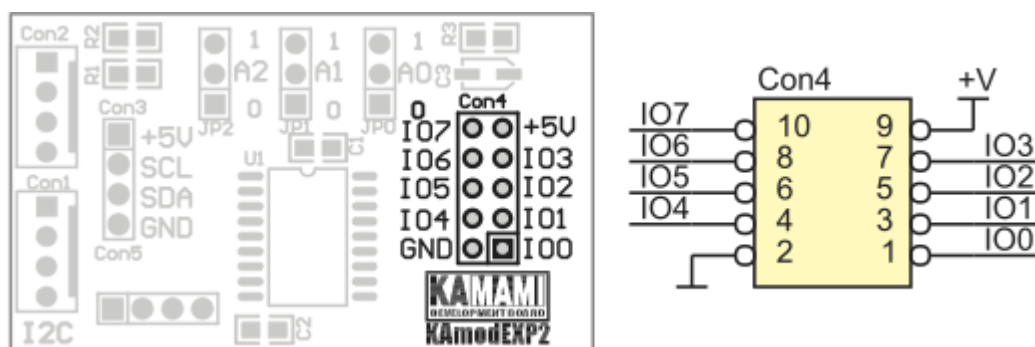 Con2
R2
R1
JP2
1
A2
0
JP1
1
A1
0
JP0
1
A0
R3
C3
Con3
+5V
SCL
SDA
GND
Con5
Con1
I2C
U1
C1
C2
0
Con4
IO7 +5V
IO6 IO3
IO5 IO2
IO4 IO1
GND IO0
KAMAMI
DEVELOPMENT BOARD
KAmodEXP2
Con4
+V
IO7 10 9
IO6 8 7 IO3
IO5 6 5 IO2
IO4 4 3 IO1
2 1 IO0